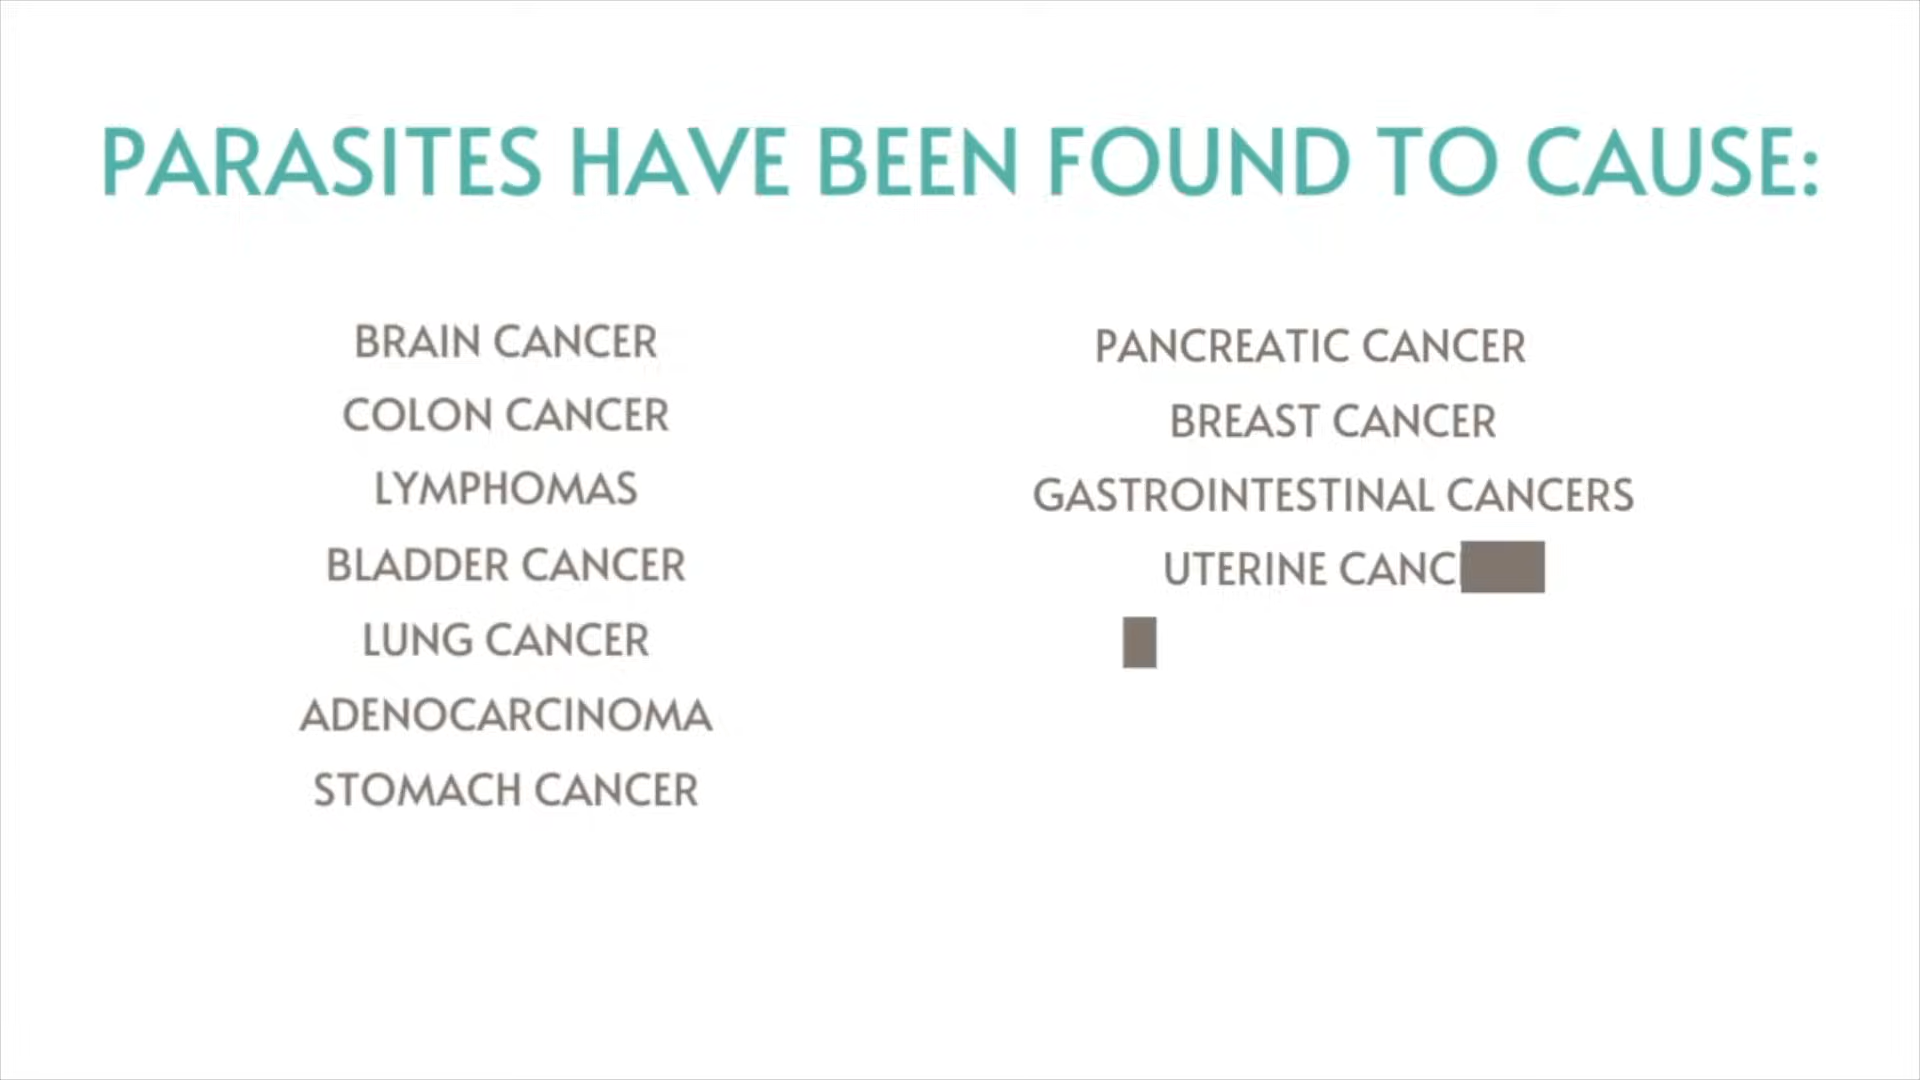 PARASITES HAVE BEEN FOUND TO CAUSE:
BRAIN CANCER
COLON CANCER
LYMPHOMAS
BLADDER CANCER
LUNG CANCER
ADENOCARCINOMA
STOMACH CANCER
PANCREATIC CANCER
BREAST CANCER
GASTROINTESTINAL CANCERS
UTERINE